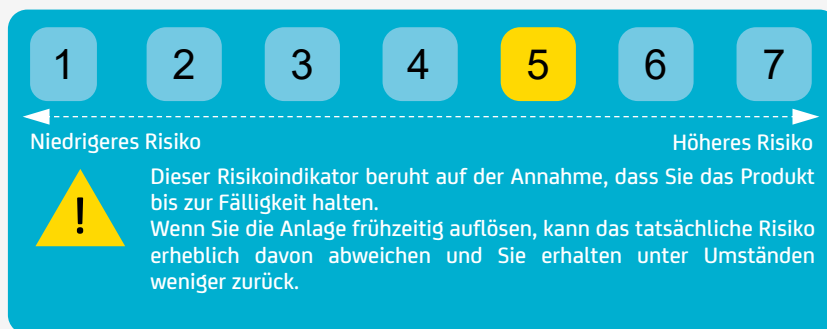 1 2 3 4 5 6 7
Niedrigeres Risiko Höheres Risiko
Dieser Risikoindikator beruht auf der Annahme, dass Sie das Produkt
bis zur Fälligkeit halten.
Wenn Sie die Anlage frühzeitig auflösen, kann das tatsächliche Risiko
erheblich davon abweichen und Sie erhalten unter Umständen
weniger zurück.
!